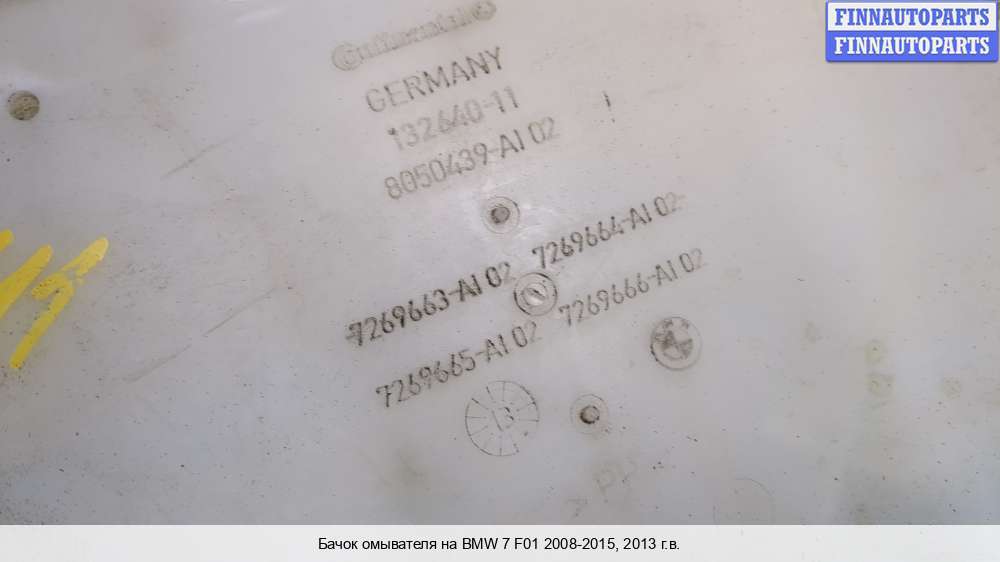 FINNAUTOPARTS
FINNAUTOPARTS
Continental
GERMANY
132640-11
8050439-AI 02
7269663-AI 02 7269664-AI 02
7269665-AI 02 7269666-AI 02
13
Бачок омывателя на BMW 7 F01 2008-2015, 2013 г.в.